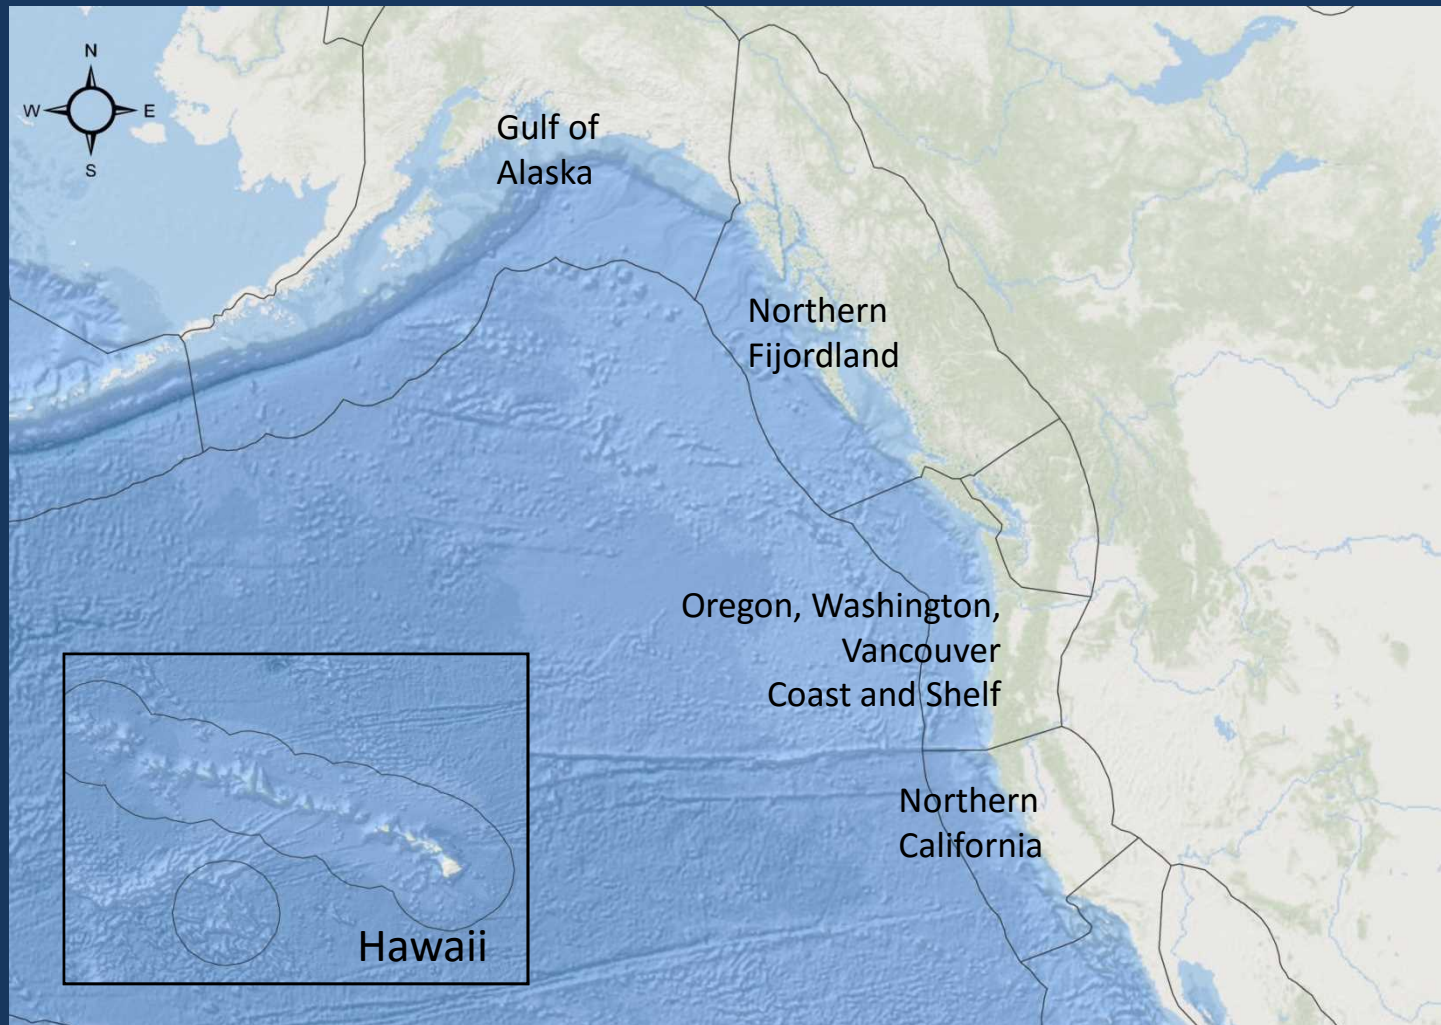 N
W
E
S
Gulf of
Alaska
Northern
Fijordland
Oregon, Washington,
Vancouver
Coast and Shelf
Northern
California
Hawaii